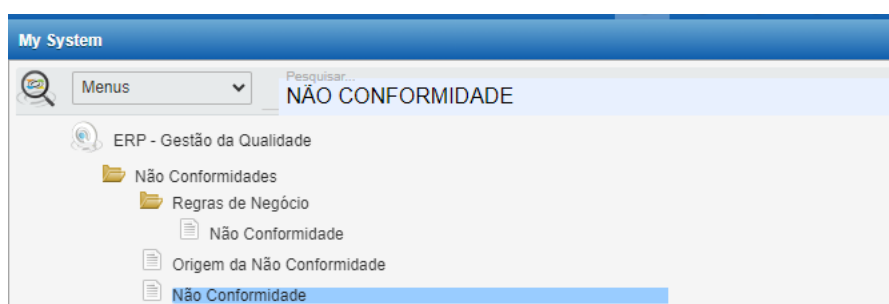 My System
Menus
Pesquisar...
NÃO CONFORMIDADE
ERP - Gestão da Qualidade
Não Conformidades
Regras de Negócio
Não Conformidade
Origem da Não Conformidade
Não Conformidade